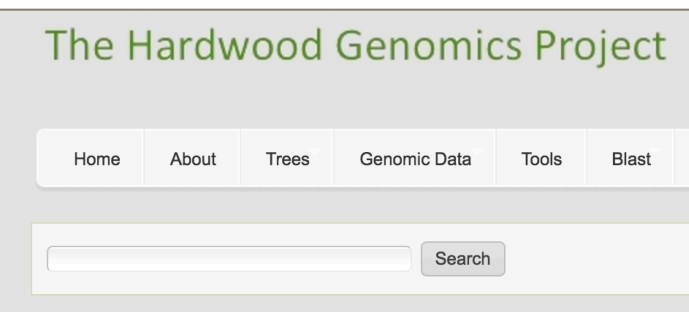 The Hardwood Genomics Project
Home About Trees Genomic Data Tools Blast
Search